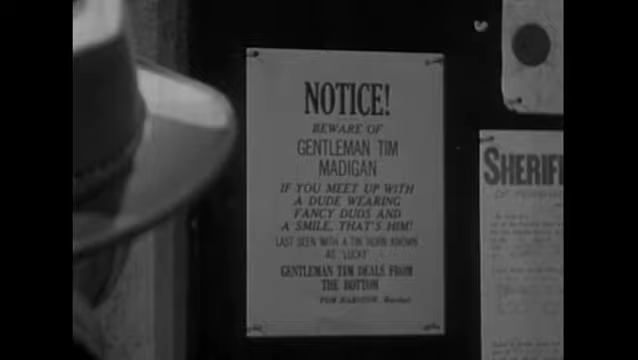 NOTICE!
BEWARE OF
GENTLEMAN TIM
MADIGAN
IF YOU MEET UP WITH
A DUDE WEARING
FANCY DUDS AND
A SMILE, THAT'S HIM!
LAST SEEN WITH A TIN HORN KNOWN
AS "LUCKY"
GENTLEMAN TIM DEALS FROM
THE BOTTOM
SHERIF